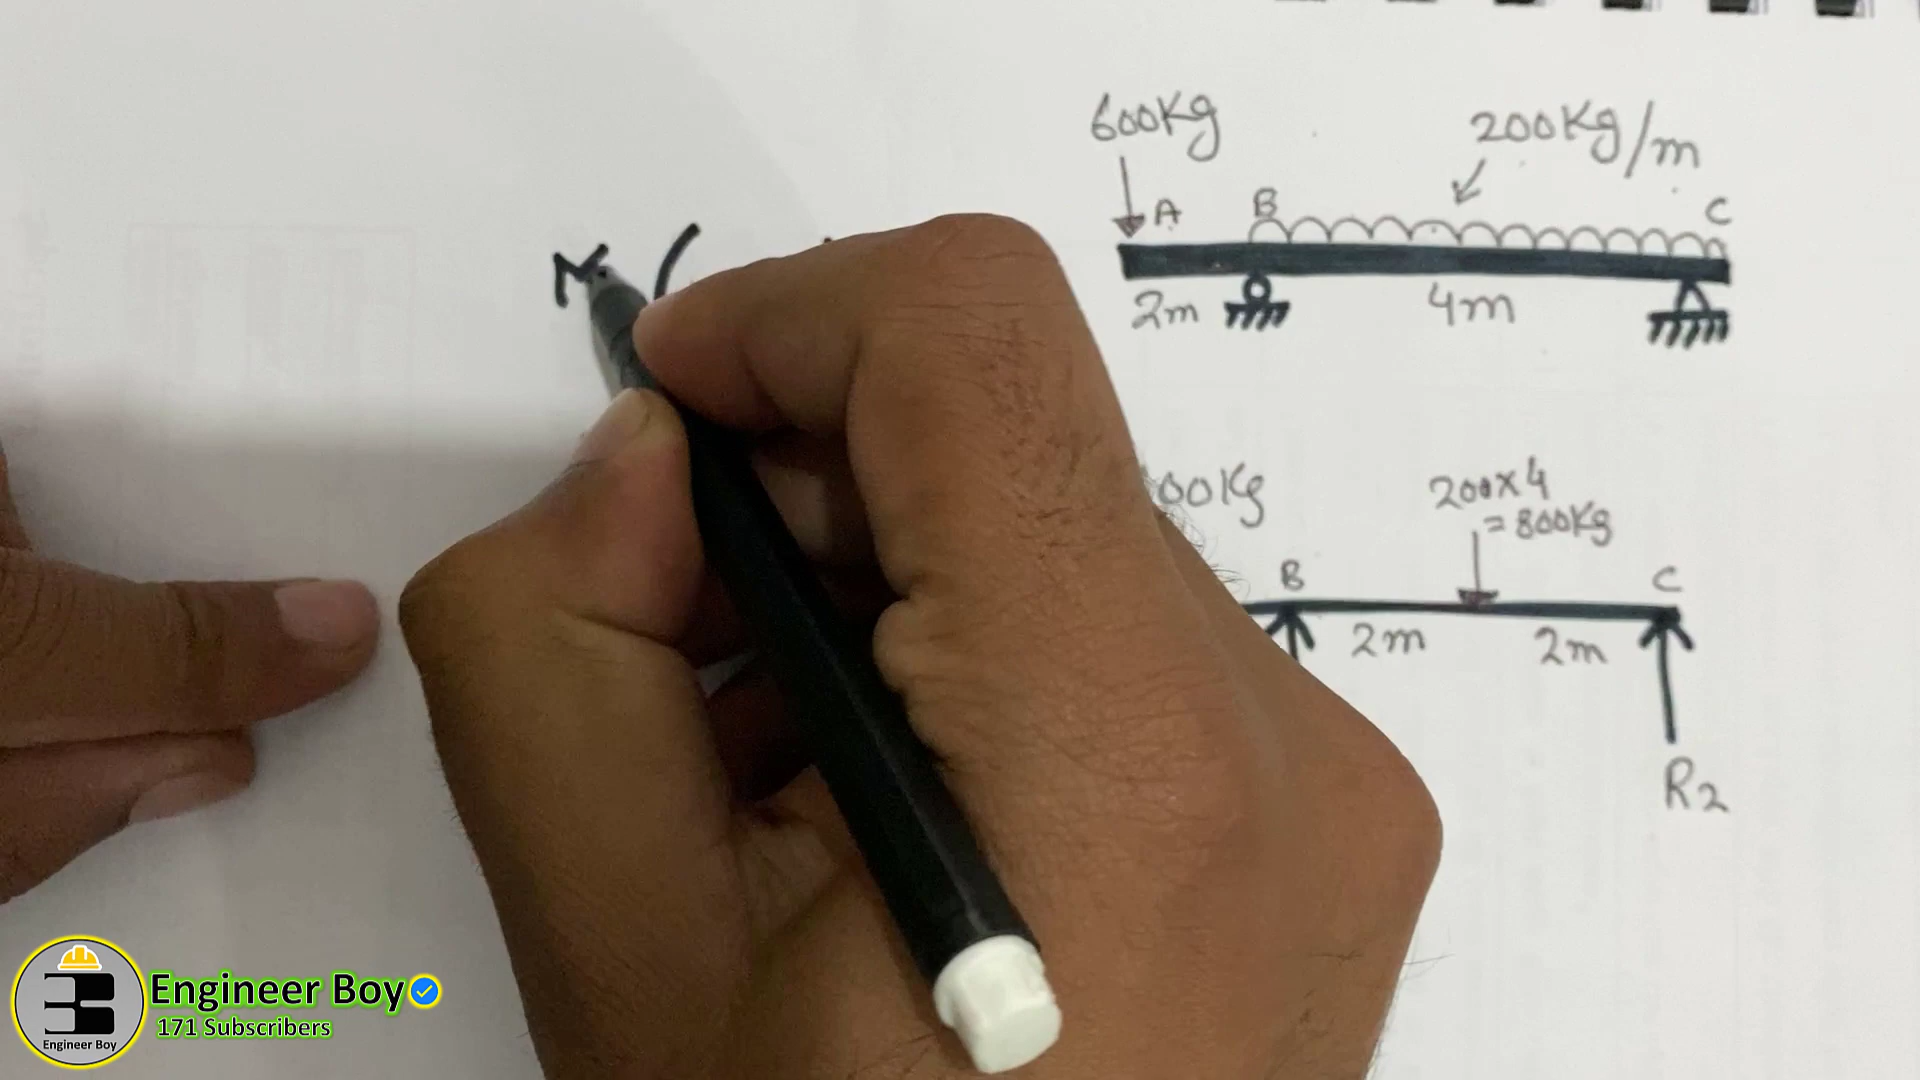 600Kg
200Kg/m
A B C
2m 4m
M (
00Kg
200x4
= 800Kg
B C
2m 2m
R2
Engineer Boy
171 Subscribers
Engineer Boy